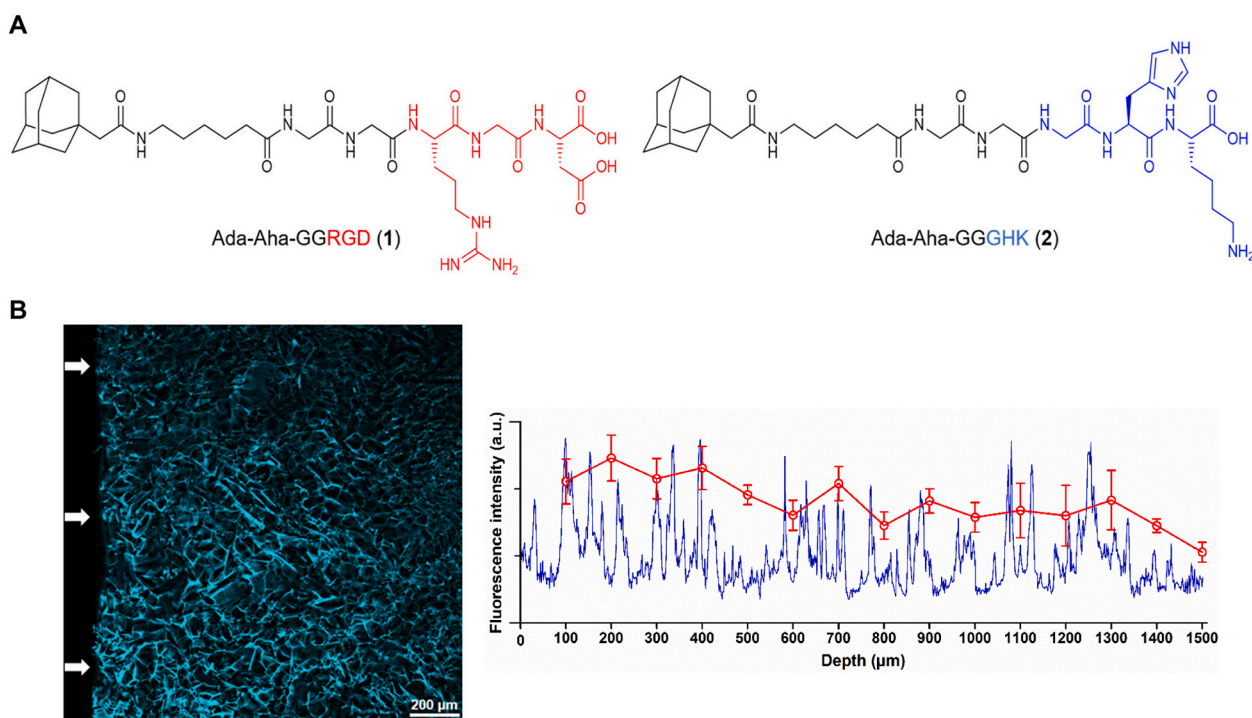 A
O
H
N
N
H
O
H
N
O
N
H
O
H
N
O
N
H
O
H
N
O
OH
OH
O
NH
HN
NH2
Ada-Aha-GGRGD (1)
O
H
N
N
H
O
H
N
O
N
H
O
H
N
O
N
H
O
H
N
O
OH
NH
N
NH2
Ada-Aha-GGGHK (2)
B
200 µm
Fluorescence intensity (a.u.)
0 100 200 300 400 500 600 700 800 900 1000 1100 1200 1300 1400 1500
Depth (µm)